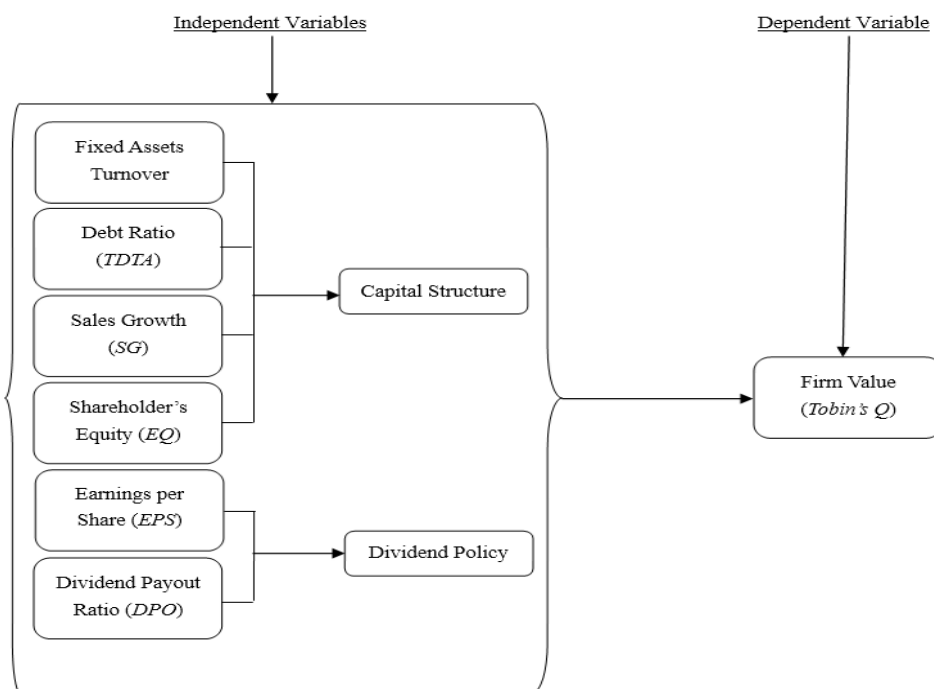 Independent Variables
Dependent Variable
Fixed Assets
Turnover
Debt Ratio
(TDTA)
Capital Structure
Sales Growth
(SG)
Firm Value
(Tobin's Q)
Shareholder's
Equity (EQ)
Earnings per
Share (EPS)
Dividend Policy
Dividend Payout
Ratio (DPO)